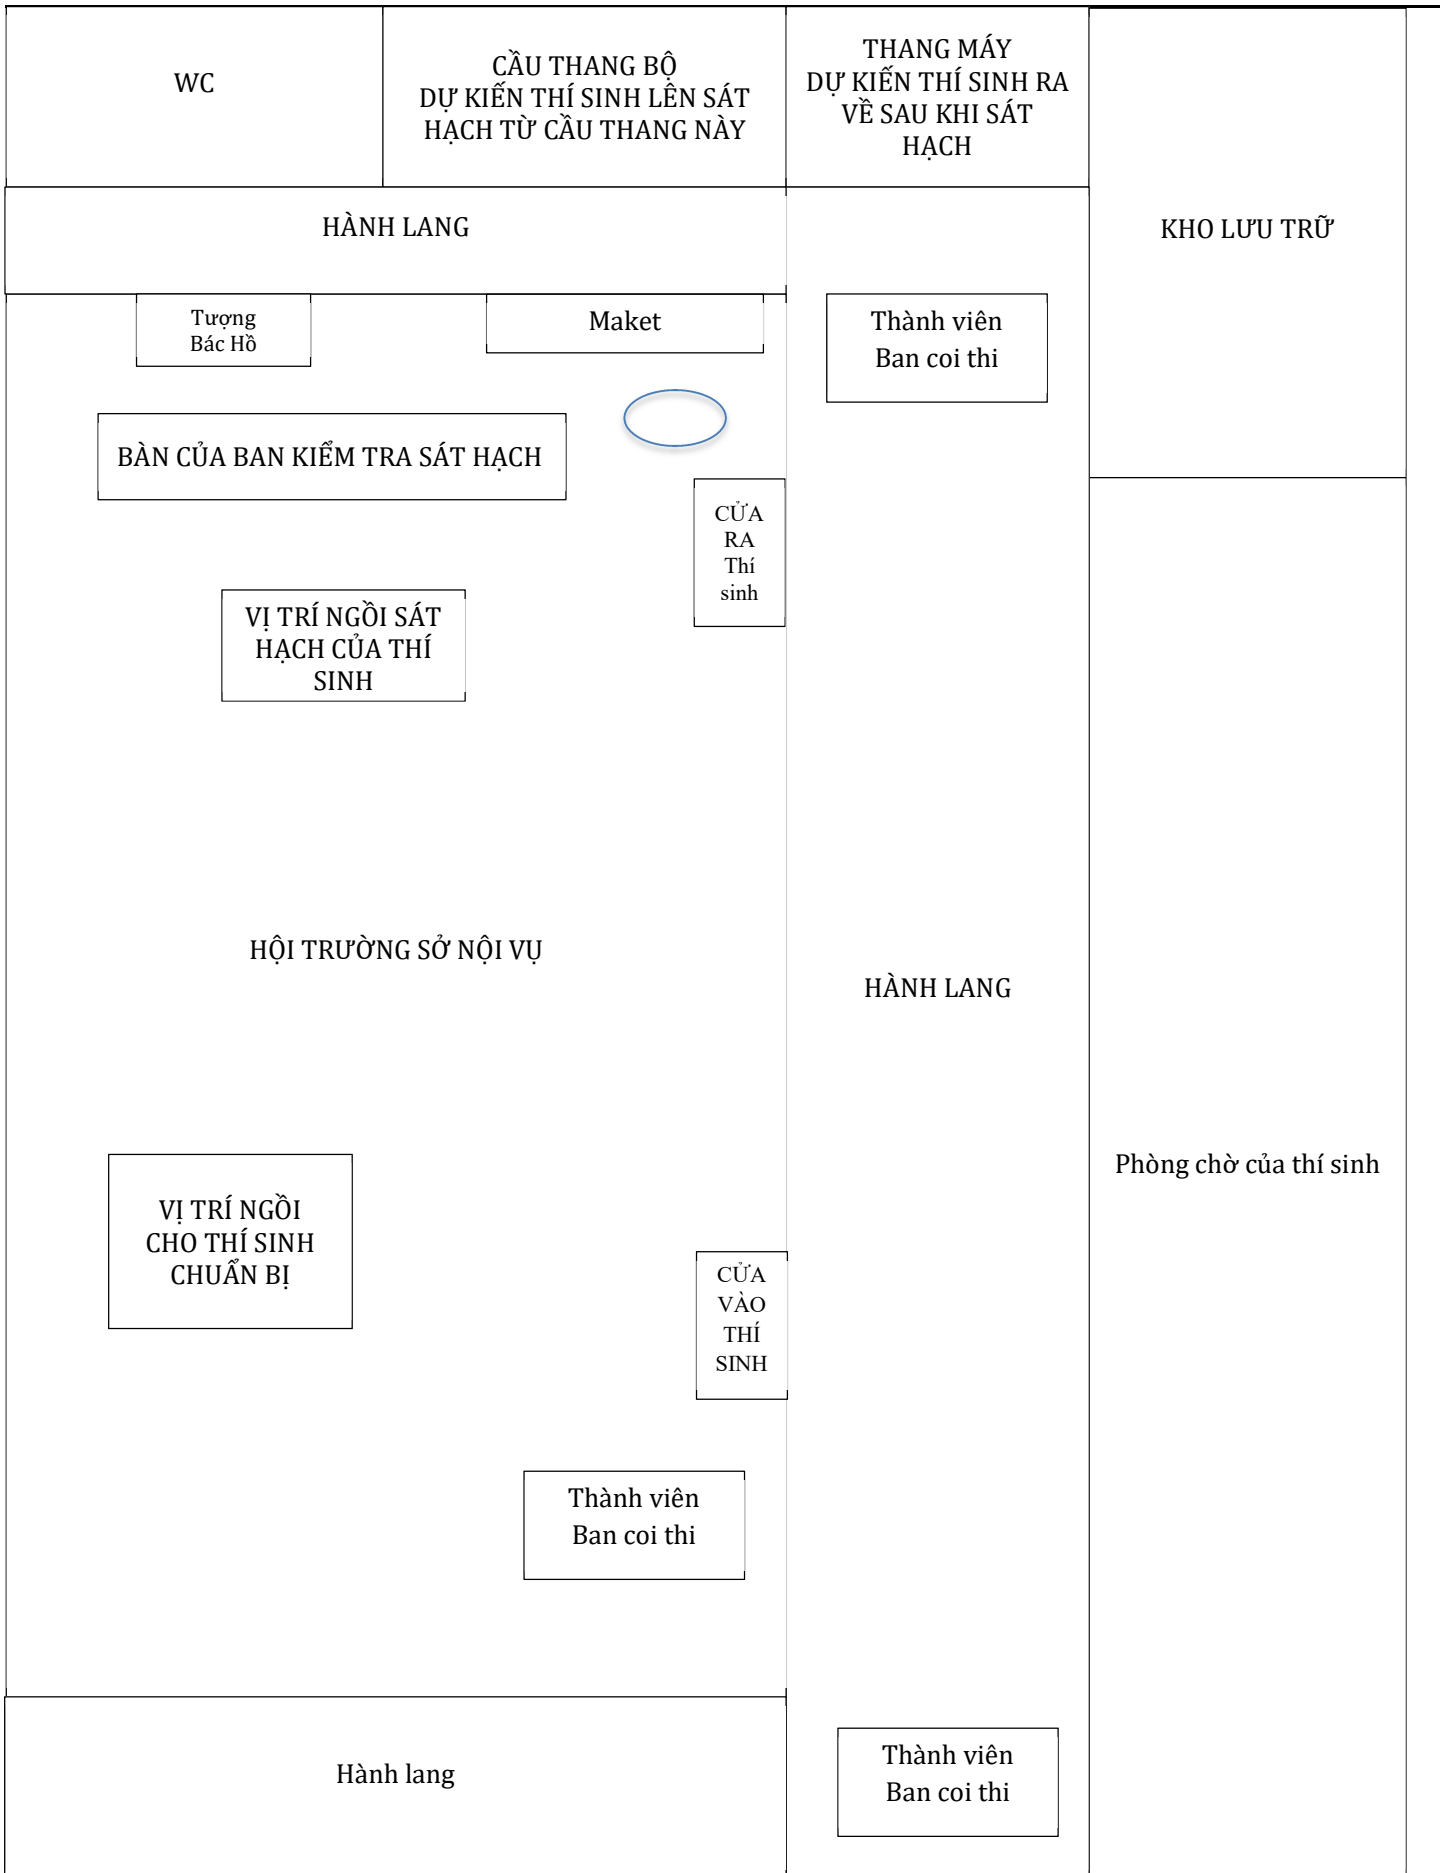 WC
CẦU THANG BỘ
DỰ KIẾN THÍ SINH LÊN SÁT
HẠCH TỪ CẦU THANG NÀY
THANG MÁY
DỰ KIẾN THÍ SINH RA
VỀ SAU KHI SÁT
HẠCH
HÀNH LANG
KHO LƯU TRỮ
Tượng
Bác Hồ
Maket
Thành viên
Ban coi thi
BÀN CỦA BAN KIỂM TRA SÁT HẠCH
CỬA
RA
Thí
sinh
VỊ TRÍ NGỒI SÁT
HẠCH CỦA THÍ
SINH
HỘI TRƯỜNG SỞ NỘI VỤ
HÀNH LANG
Phòng chờ của thí sinh
VỊ TRÍ NGỒI
CHO THÍ SINH
CHUẨN BỊ
CỬA
VÀO
THÍ
SINH
Thành viên
Ban coi thi
Hành lang
Thành viên
Ban coi thi